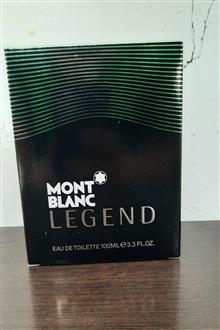 MONT
BLANC
LEGEND
EAU DE TOILETTE 100ML ℮ 3.3 FL.OZ.